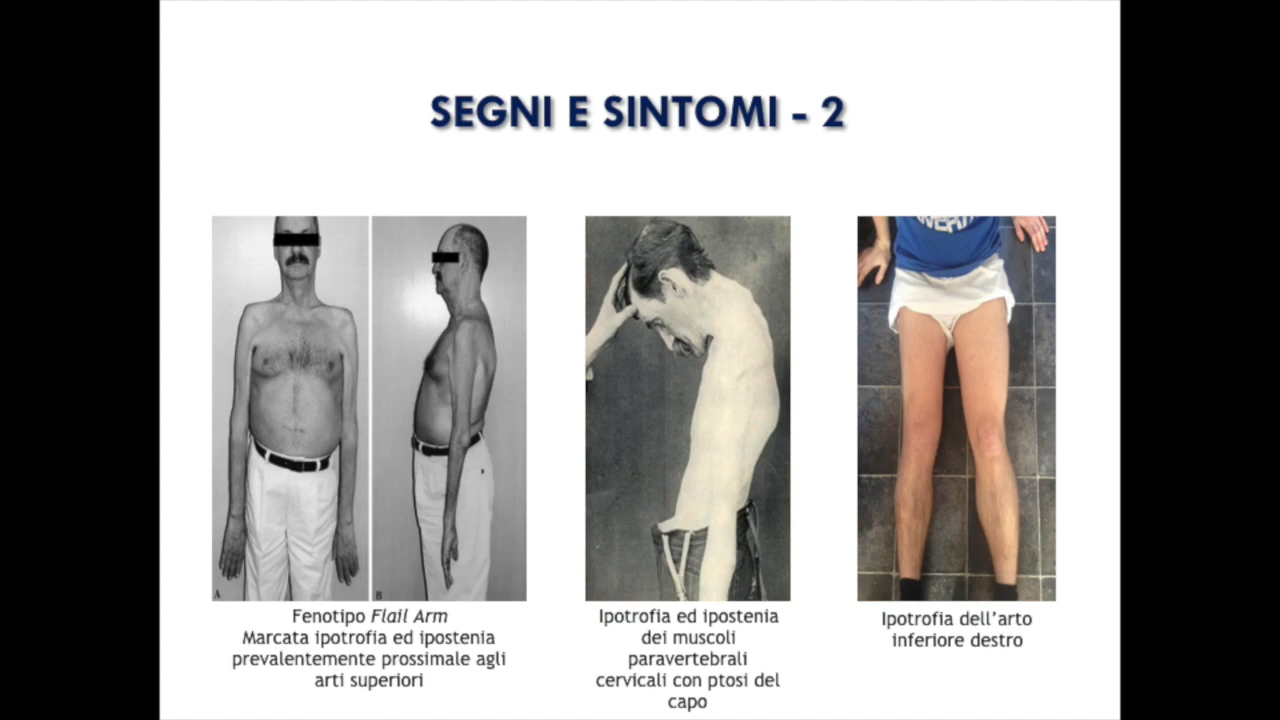 SEGNI E SINTOMI - 2
A
B
Fenotipo Flail Arm
Marcata ipotrofia ed ipostenia
prevalentemente prossimale agli
arti superiori
Ipotrofia ed ipostenia
dei muscoli
paravertebrali
cervicali con ptosi del
capo
Ipotrofia dell'arto
inferiore destro